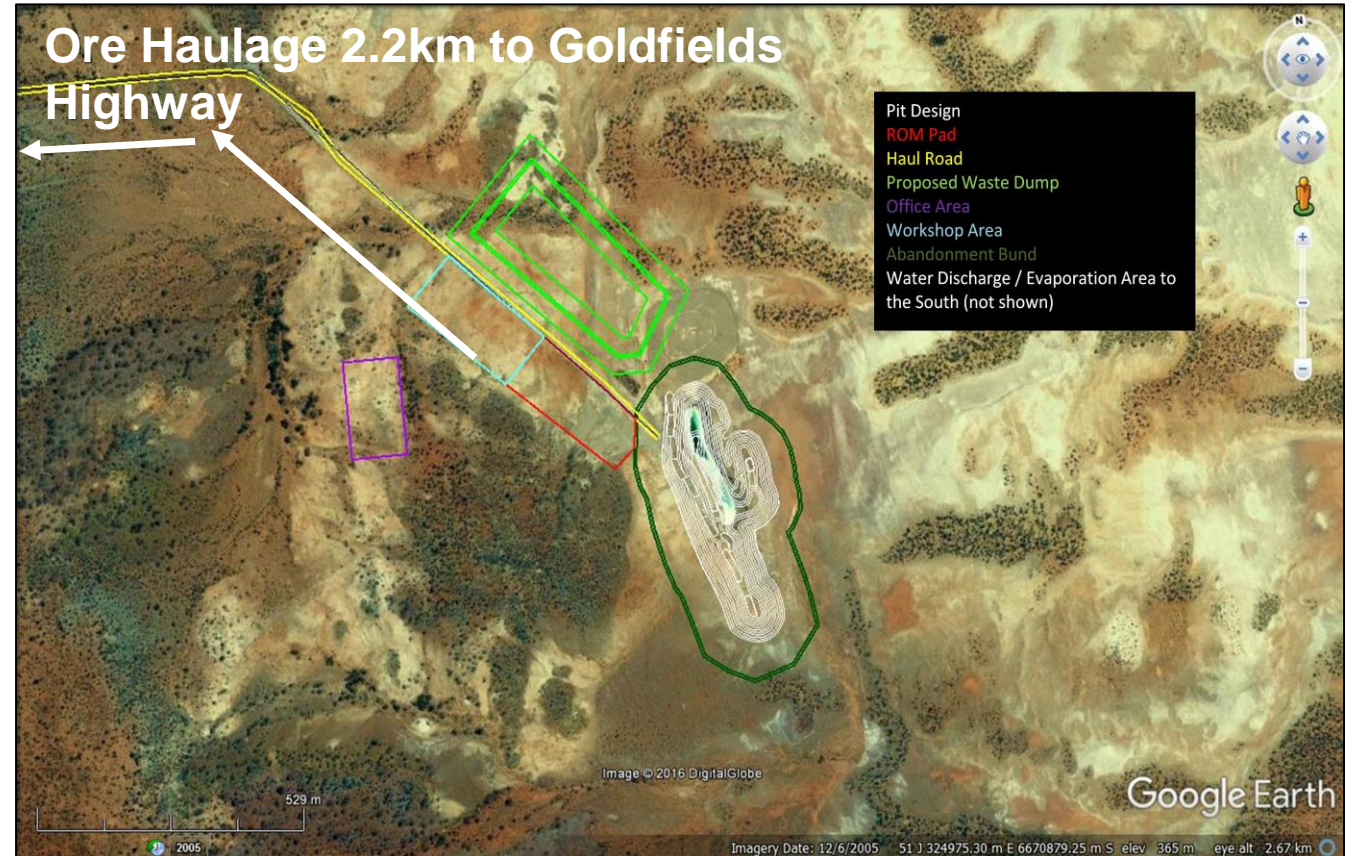 Ore Haulage 2.2km to Goldfields
Highway
N
Pit Design
ROM Pad
Haul Road
Proposed Waste Dump
Office Area
Workshop Area
Abandonment Bund
Water Discharge / Evaporation Area to
the South (not shown)
Image © 2016 DigitalGlobe
Google Earth
529 m
2005
Imagery Date: 12/6/2005 51 J 324975.30 m E 6670879.25 m S elev 365 m eye alt 2.67 km